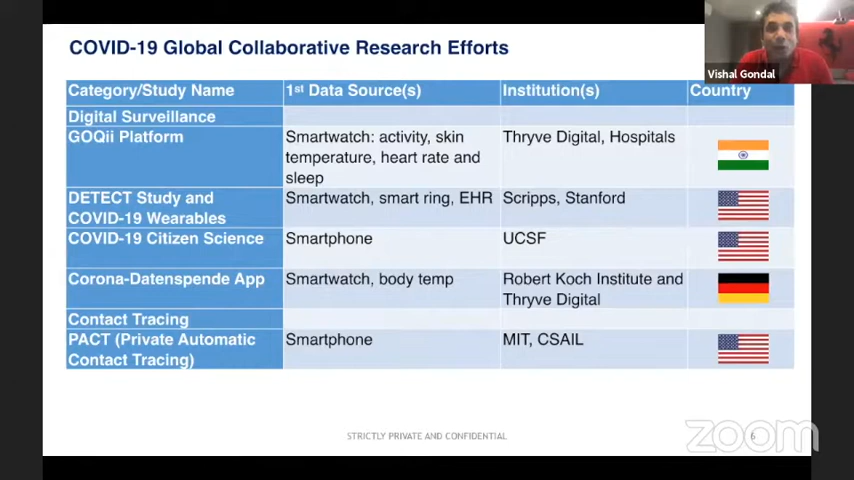 COVID-19 Global Collaborative Research Efforts
Vishal Gondal
Category/Study Name
1st Data Source(s)
Institution(s)
Country
Digital Surveillance
GOQii Platform
Smartwatch: activity, skin
temperature, heart rate and
sleep
Thryve Digital, Hospitals
DETECT Study and
COVID-19 Wearables
Smartwatch, smart ring, EHR
Scripps, Stanford
COVID-19 Citizen Science
Smartphone
UCSF
Corona-Datenspende App
Smartwatch, body temp
Robert Koch Institute and
Thryve Digital
Contact Tracing
PACT (Private Automatic
Contact Tracing)
Smartphone
MIT, CSAIL
STRICTLY PRIVATE AND CONFIDENTIAL
6
zoom